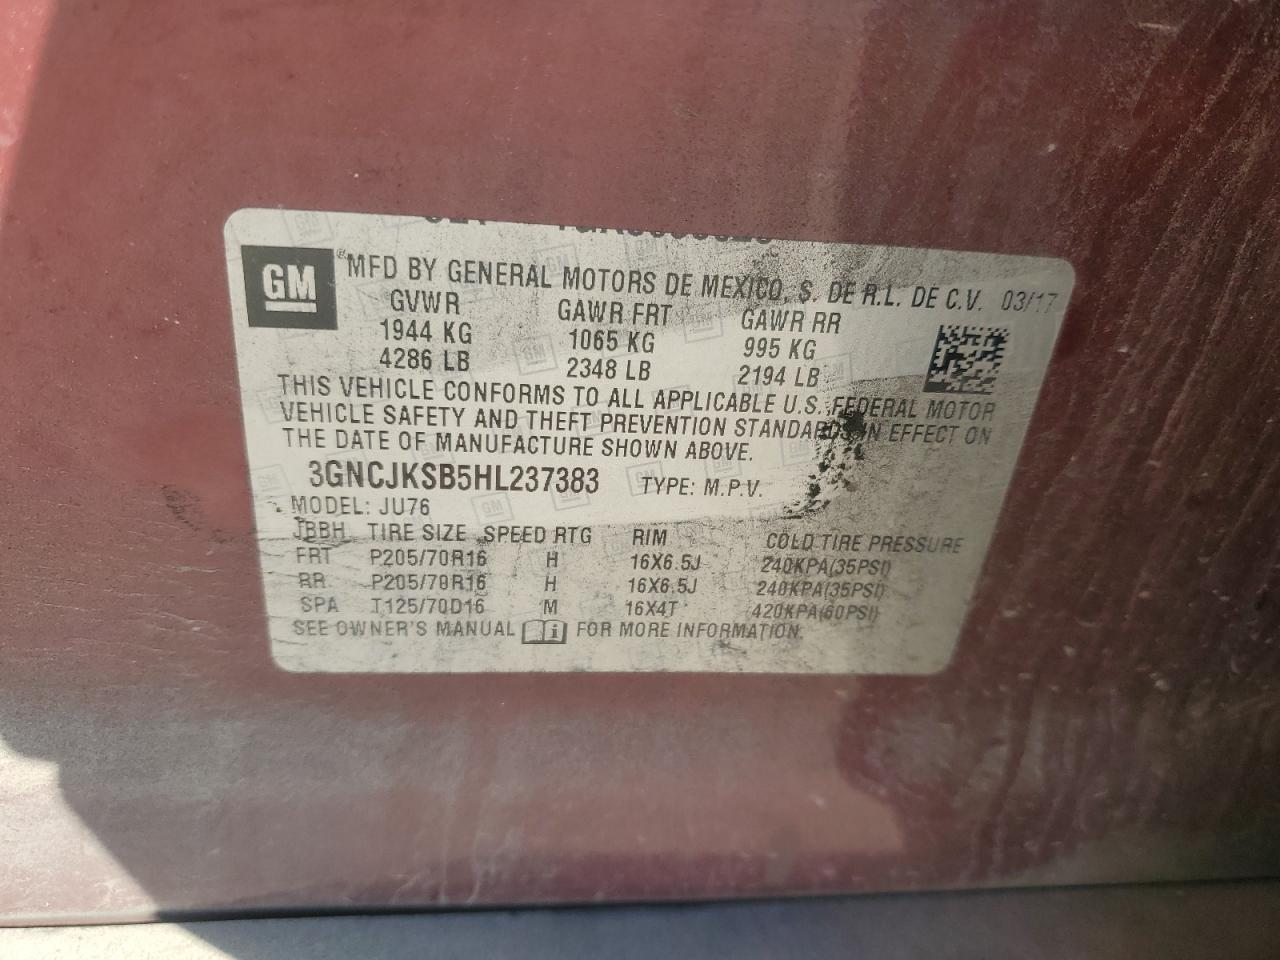 GM
®MFD BY GENERAL MOTORS DE MEXICO, S. DE R.L. DE C.V. 03/17
GVWR GAWR FRT GAWR RR
1944 KG 1065 KG 995 KG
4286 LB 2348 LB 2194 LB
THIS VEHICLE CONFORMS TO ALL APPLICABLE U.S. FEDERAL MOTOR
VEHICLE SAFETY AND THEFT PREVENTION STANDARDS IN EFFECT ON
THE DATE OF MANUFACTURE SHOWN ABOVE.
3GNCJKSB5HL237383 TYPE: M.P.V.
MODEL: JU76
JBBH TIRE SIZE SPEED RTG RIM COLD TIRE PRESSURE
FRT P205/70R16 H 16X6.5J 240KPA(35PSI)
RR P205/70R16 H 16X6.5J 240KPA(35PSI)
SPA T125/70D16 M 16X4T 420KPA(60PSI)
SEE OWNER'S MANUAL FOR MORE INFORMATION.